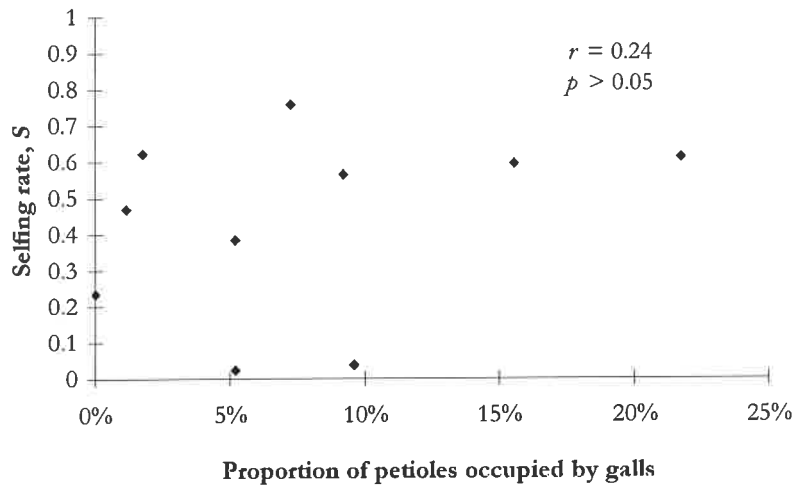 1
0.9
0.8
0.7
0.6
0.5
0.4
0.3
0.2
0.1
0
Selfing rate, S
r = 0.24
p > 0.05
0% 5% 10% 15% 20% 25%
Proportion of petioles occupied by galls